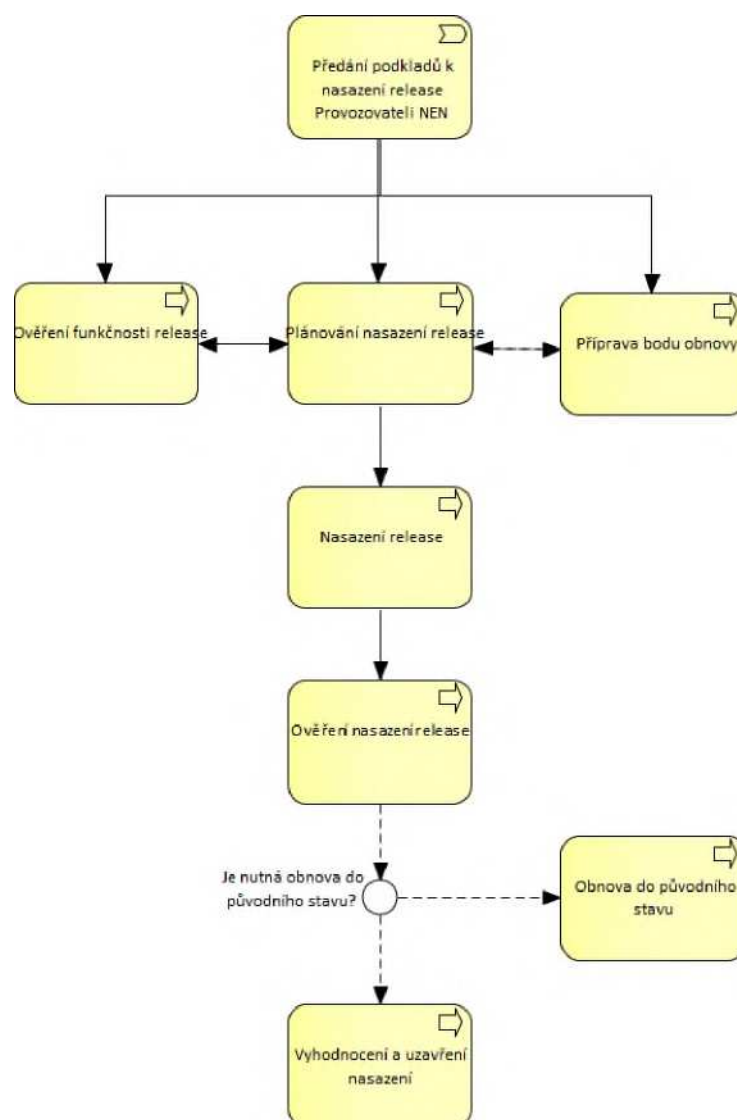 Předání podkladů k
nasazení release
Provozovateli NEN
Ověření funkčnosti release
Plánování nasazení release
Příprava bodu obnovy
Nasazení release
Ověření nasazení release
Je nutná obnova do
původního stavu?
Obnova do původního
stavu
Vyhodnocení a uzavření
nasazení